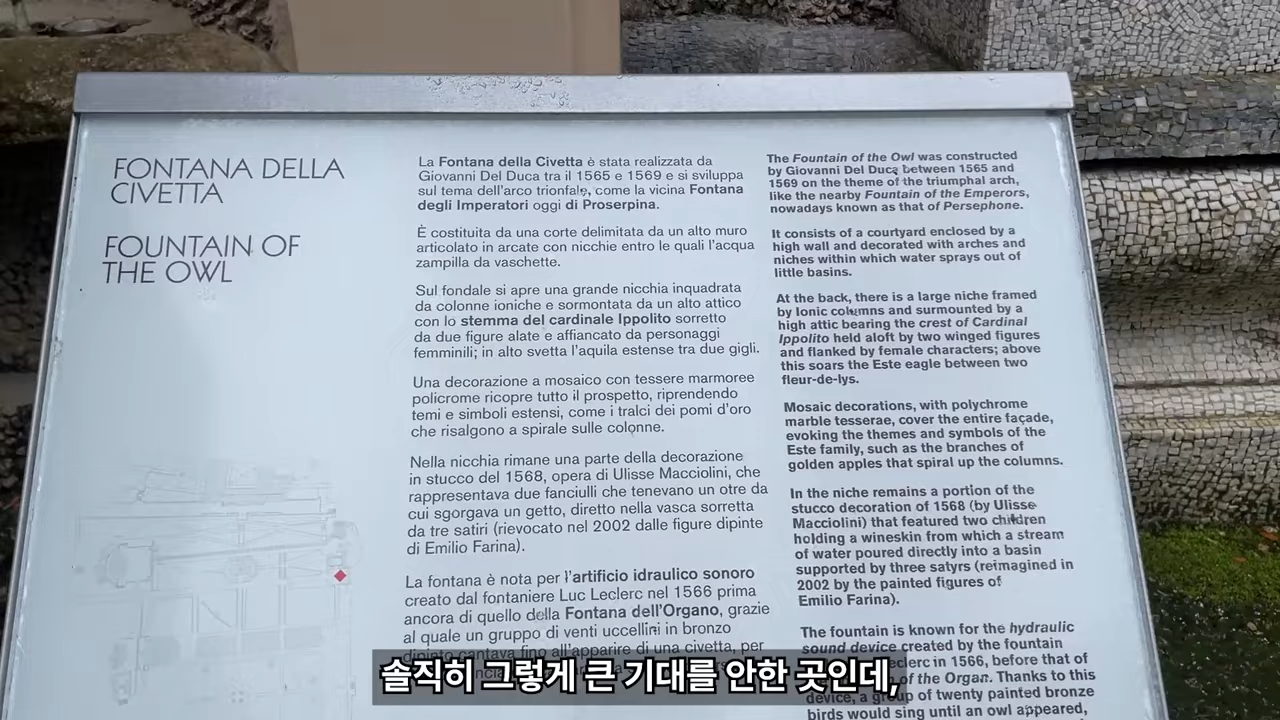 FONTANA DELLA
CIVETTA
FOUNTAIN OF
THE OWL
La Fontana della Civetta è stata realizzata da
Giovanni Del Duca tra il 1565 e 1569 e si sviluppa
sul tema dell'arco trionfale, come la vicina Fontana
degli Imperatori oggi di Proserpina.
È costituita da una corte delimitata da un alto muro
articolato in arcate con nicchie entro le quali l'acqua
zampilla da vaschette.
Sul fondale si apre una grande nicchia inquadrata
da colonne ioniche e sormontata da un alto attico
con lo stemma del cardinale Ippolito sorretto
da due figure alate e affiancato da personaggi
femminili; in alto svetta l'aquila estense tra due gigli.
Una decorazione a mosaico con tessere marmoree
policrome ricopre tutto il prospetto, riprendendo
temi e simboli estensi, come i tralci dei pomi d'oro
che risalgono a spirale sulle colonne.
Nella nicchia rimane una parte della decorazione
in stucco del 1568, opera di Ulisse Macciolini, che
rappresentava due fanciulli che tenevano un otre da
cui sgorgava un getto, diretto nella vasca sorretta
da tre satiri (rievocato nel 2002 dalle figure dipinte
di Emilio Farina).
La fontana è nota per l'artificio idraulico sonoro
creato dal fontaniere Luc Leclerc nel 1566 prima
ancora di quello della Fontana dell'Organo, grazie
al quale un gruppo di venti uccellini in bronzo
dipinto cantava fino all'apparire di una civetta, per
The Fountain of the Owl was constructed
by Giovanni Del Duca between 1565 and
1569 on the theme of the triumphal arch,
like the nearby Fountain of the Emperors,
nowadays known as that of Persephone.
It consists of a courtyard enclosed by a
high wall and decorated with arches and
niches within which water sprays out of
little basins.
At the back, there is a large niche framed
by Ionic columns and surmounted by a
high attic bearing the crest of Cardinal
Ippolito held aloft by two winged figures
and flanked by female characters; above
this soars the Este eagle between two
fleur-de-lys.
Mosaic decorations, with polychrome
marble tesserae, cover the entire façade,
evoking the themes and symbols of the
Este family, such as the branches of
golden apples that spiral up the columns.
In the niche remains a portion of the
stucco decoration of 1568 (by Ulisse
Macciolini) that featured two children
holding a wineskin from which a stream
of water poured directly into a basin
supported by three satyrs (reimagined in
2002 by the painted figures of
Emilio Farina).
The fountain is known for the hydraulic
sound device created by the fountain
in 1566, before that of
of the Organ. Thanks to this
device, a group of twenty painted bronze
birds would sing until an owl appeared,
솔직히 그렇게 큰 기대를 안한 곳인데,